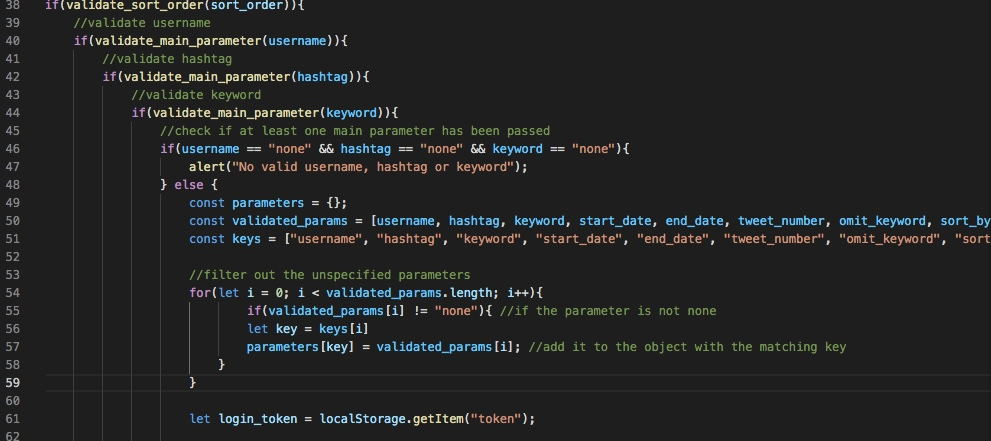 38 if(validate_sort_order(sort_order)){
39 //validate username
40 if(validate_main_parameter(username)){
41 //validate hashtag
42 if(validate_main_parameter(hashtag)){
43 //validate keyword
44 if(validate_main_parameter(keyword)){
45 //check if at least one main parameter has been passed
46 if(username == "none" && hashtag == "none" && keyword == "none"){
47 alert("No valid username, hashtag or keyword");
48 } else {
49 const parameters = {};
50 const validated_params = [username, hashtag, keyword, start_date, end_date, tweet_number, omit_keyword, sort_by
51 const keys = ["username", "hashtag", "keyword", "start_date", "end_date", "tweet_number", "omit_keyword", "sort
52
53 //filter out the unspecified parameters
54 for(let i = 0; i < validated_params.length; i++){
55 if(validated_params[i] != "none"){ //if the parameter is not none
56 let key = keys[i]
57 parameters[key] = validated_params[i]; //add it to the object with the matching key
58 }
59 }
60
61 let login_token = localStorage.getItem("token");
62